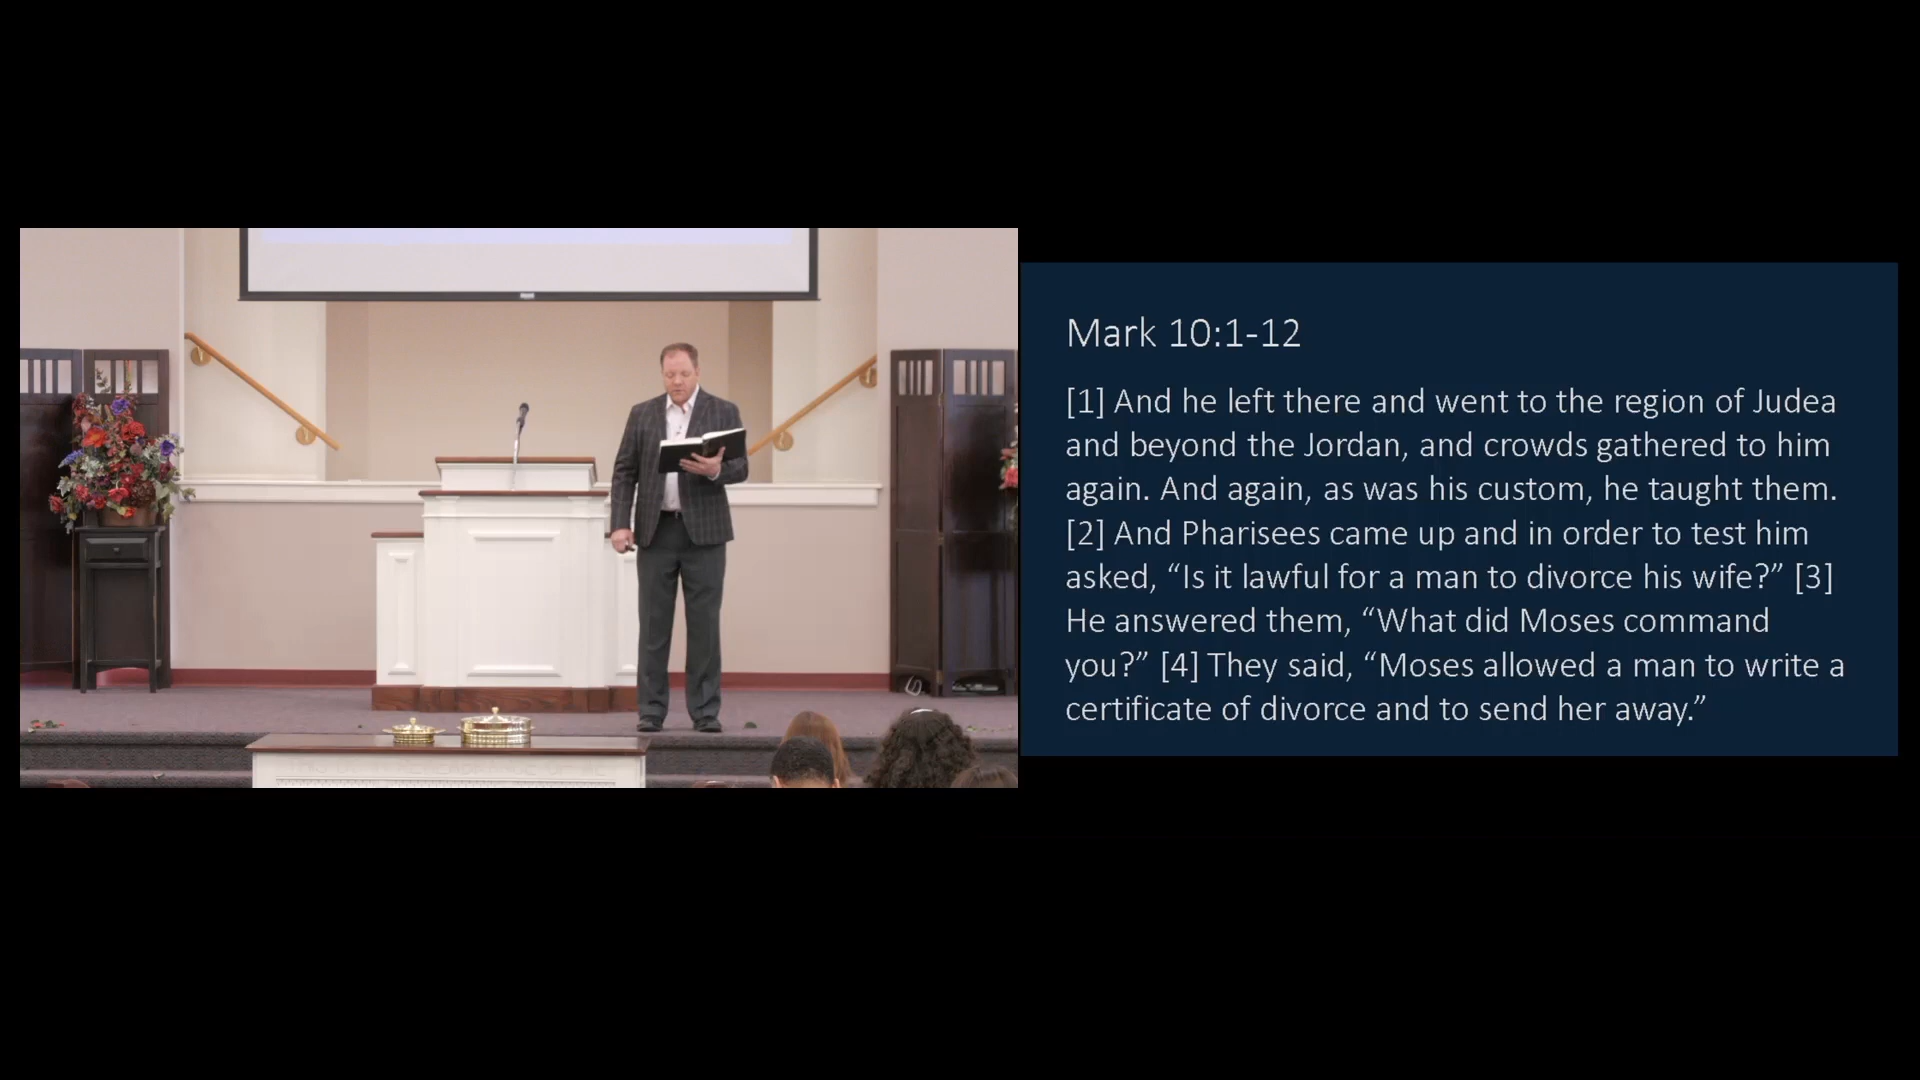 Mark 10:1-12
[1] And he left there and went to the region of Judea
and beyond the Jordan, and crowds gathered to him
again. And again, as was his custom, he taught them.
[2] And Pharisees came up and in order to test him
asked, “Is it lawful for a man to divorce his wife?” [3]
He answered them, “What did Moses command
you?” [4] They said, “Moses allowed a man to write a
certificate of divorce and to send her away.”